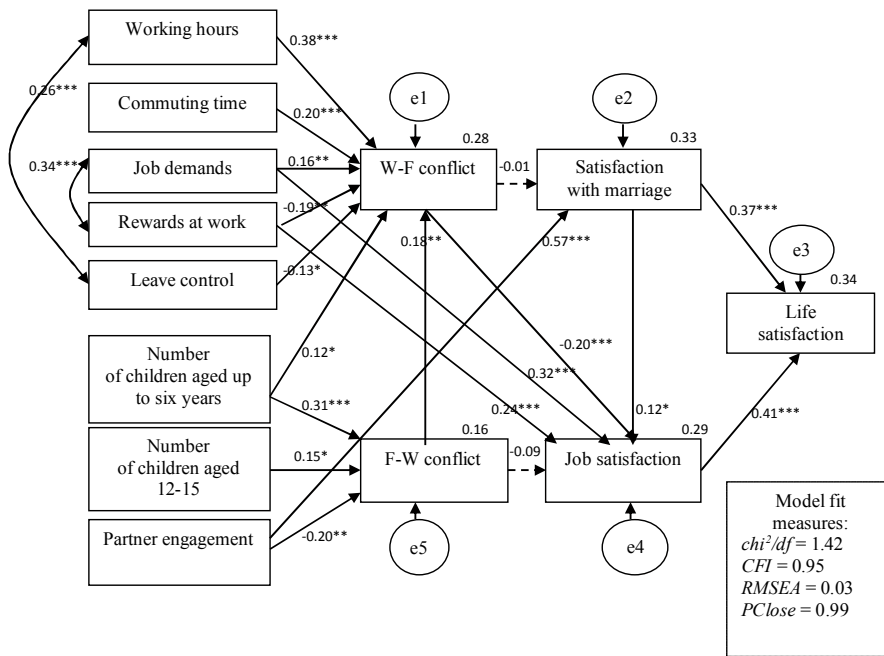 Working hours
0.38***
0.26***
Commuting time
0.20***
e1
e2
0.28
0.33
0.34***
Job demands
0.16**
W-F conflict
-0.01
Satisfaction
with marriage
Rewards at work
-0.19**
0.18**
0.57***
0.37***
e3
0.34
Leave control
-0.13*
Life
satisfaction
Number
of children aged up
to six years
0.12*
0.31***
-0.20***
0.32***
0.24***
0.12*
0.41***
0.16
0.29
Number
of children aged
12-15
0.15*
F-W conflict
-0.09
Job satisfaction
Partner engagement
-0.20**
e5
e4
Model fit
measures:
chi²/df = 1.42
CFI = 0.95
RMSEA = 0.03
PClose = 0.99